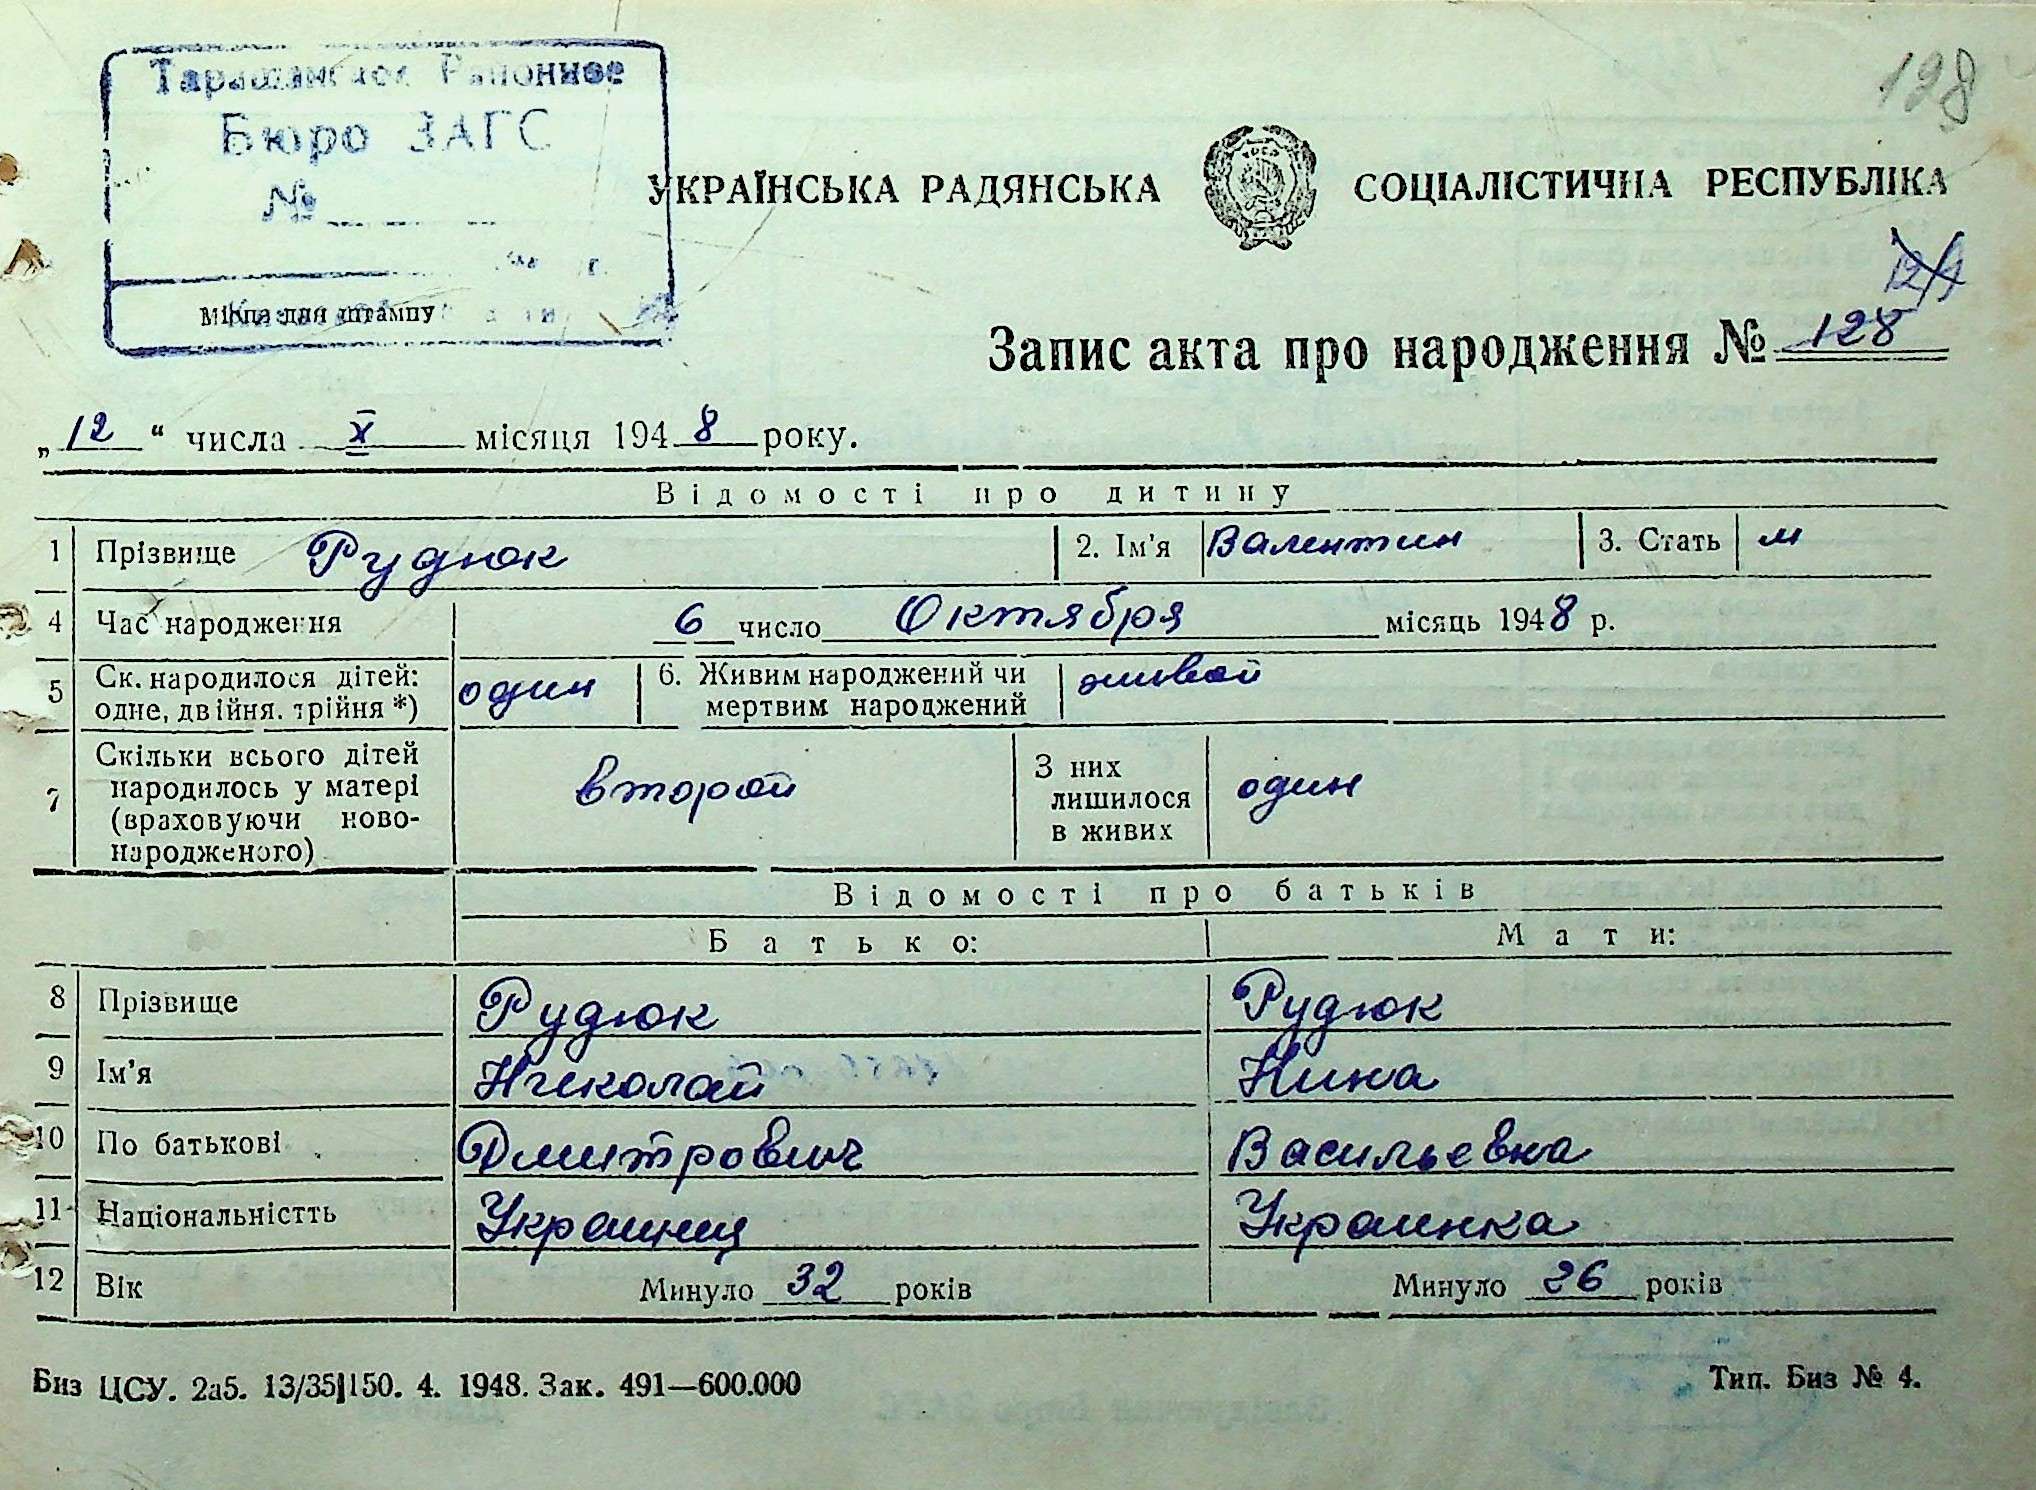 Таращанское Районное
Бюро ЗАГС
№
г.
Місце для штампу
128
УКРАЇНСЬКА РАДЯНСЬКА СОЦІАЛІСТИЧНА РЕСПУБЛІКА
Запис акта про народження № 128
„ 12 “ числа X місяця 1948 року.
Відомості про дитину
1 Прізвище Рудюк 2. Ім'я Валентин 3. Стать м
4 Час народження 6 число Октября місяць 1948 р.
5 Ск. народилося дітей: один 6. Живим народжений чи живой
одне, двійня. трійня *) мертвим народжений
7 Скільки всього дітей второй З них один
народилось у матері лишилося
(враховуючи ново- в живих
народженого)
Відомості про батьків
Батько: Мати:
8 Прізвище Рудюк Рудюк
9 Ім'я Николай Нина
10 По батькові Дмитрович Васильевна
11 Національністть Украинец Украинка
12 Вік Минуло 32 років Минуло 26 років
Биз ЦСУ. 2а5. 13/35|150. 4. 1948. Зак. 491—600.000 Тип. Биз № 4.